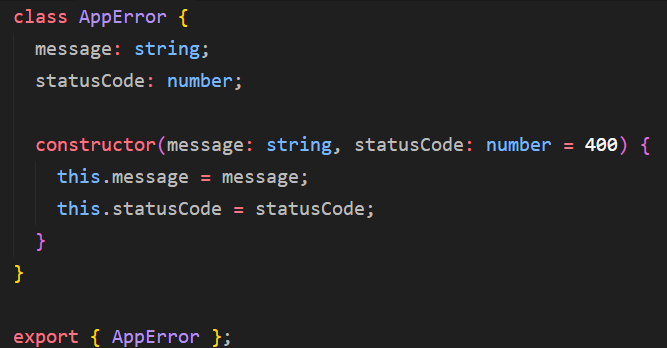 class AppError {
  message: string;
  statusCode: number;

  constructor(message: string, statusCode: number = 400) {
    this.message = message;
    this.statusCode = statusCode;
  }
}

export { AppError };